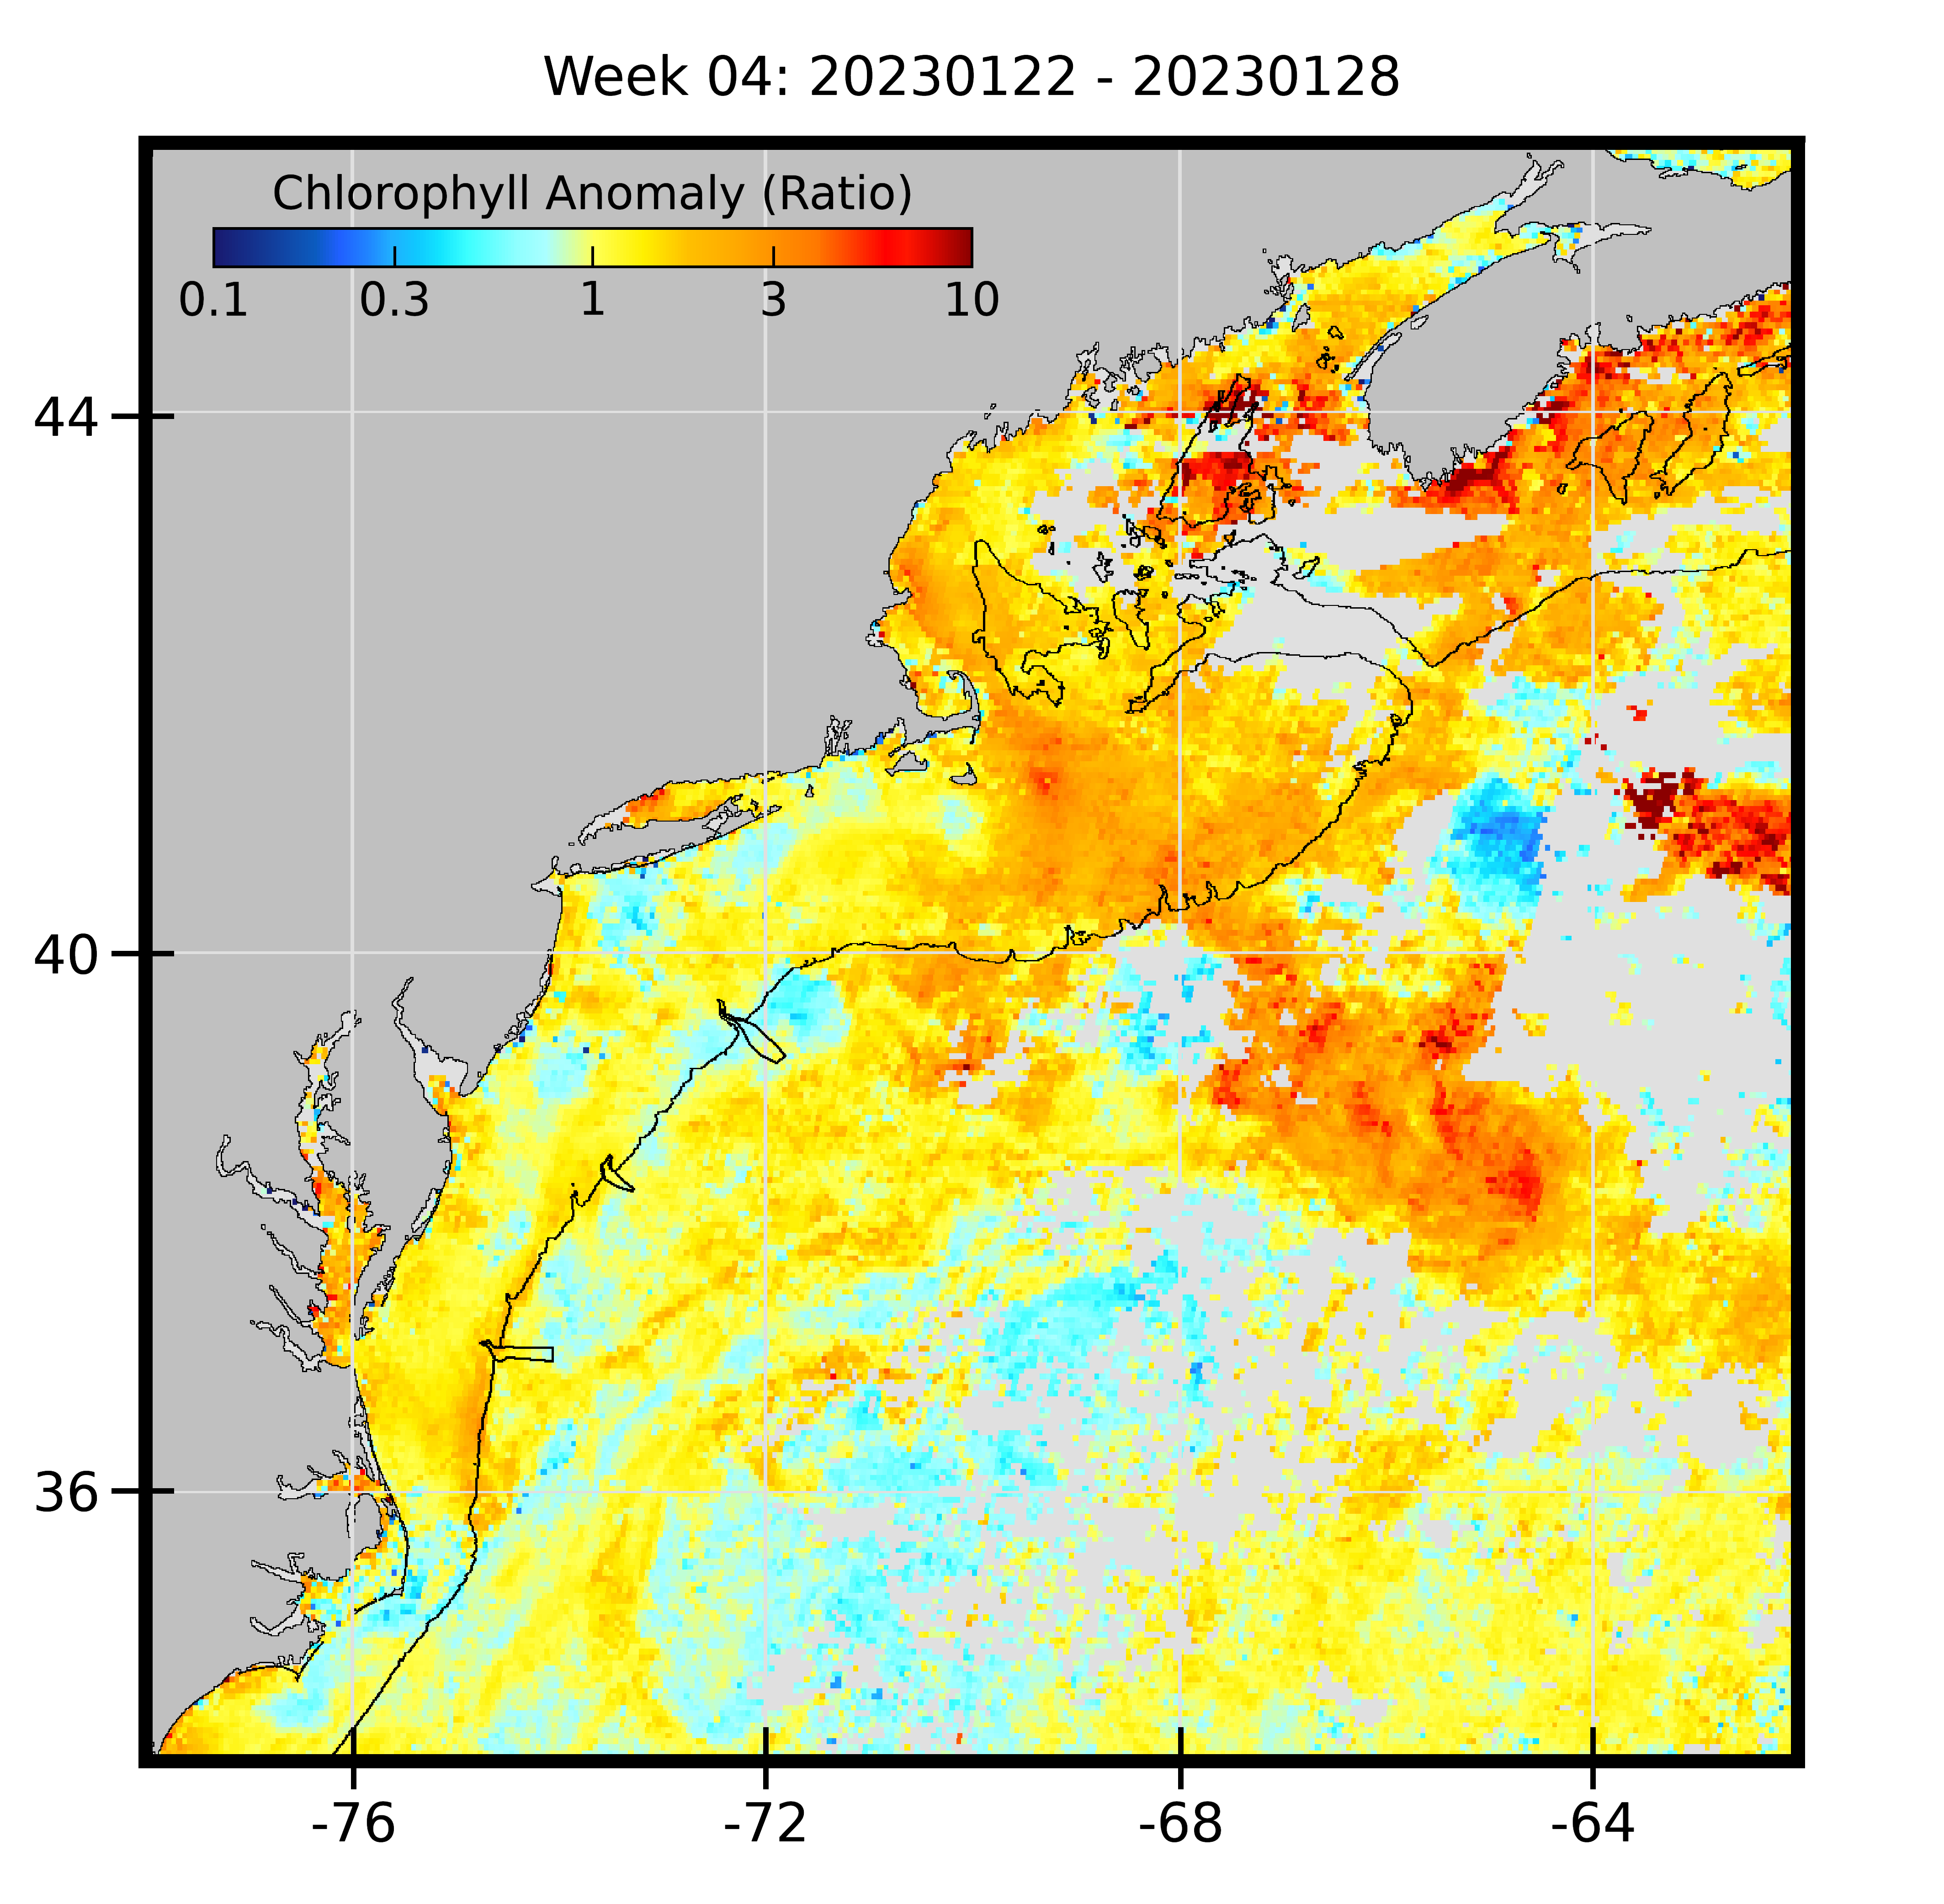 Week 04: 20230122 - 20230128
Chlorophyll Anomaly (Ratio)
0.1 0.3 1 3 10
44
40
36
-76 -72 -68 -64